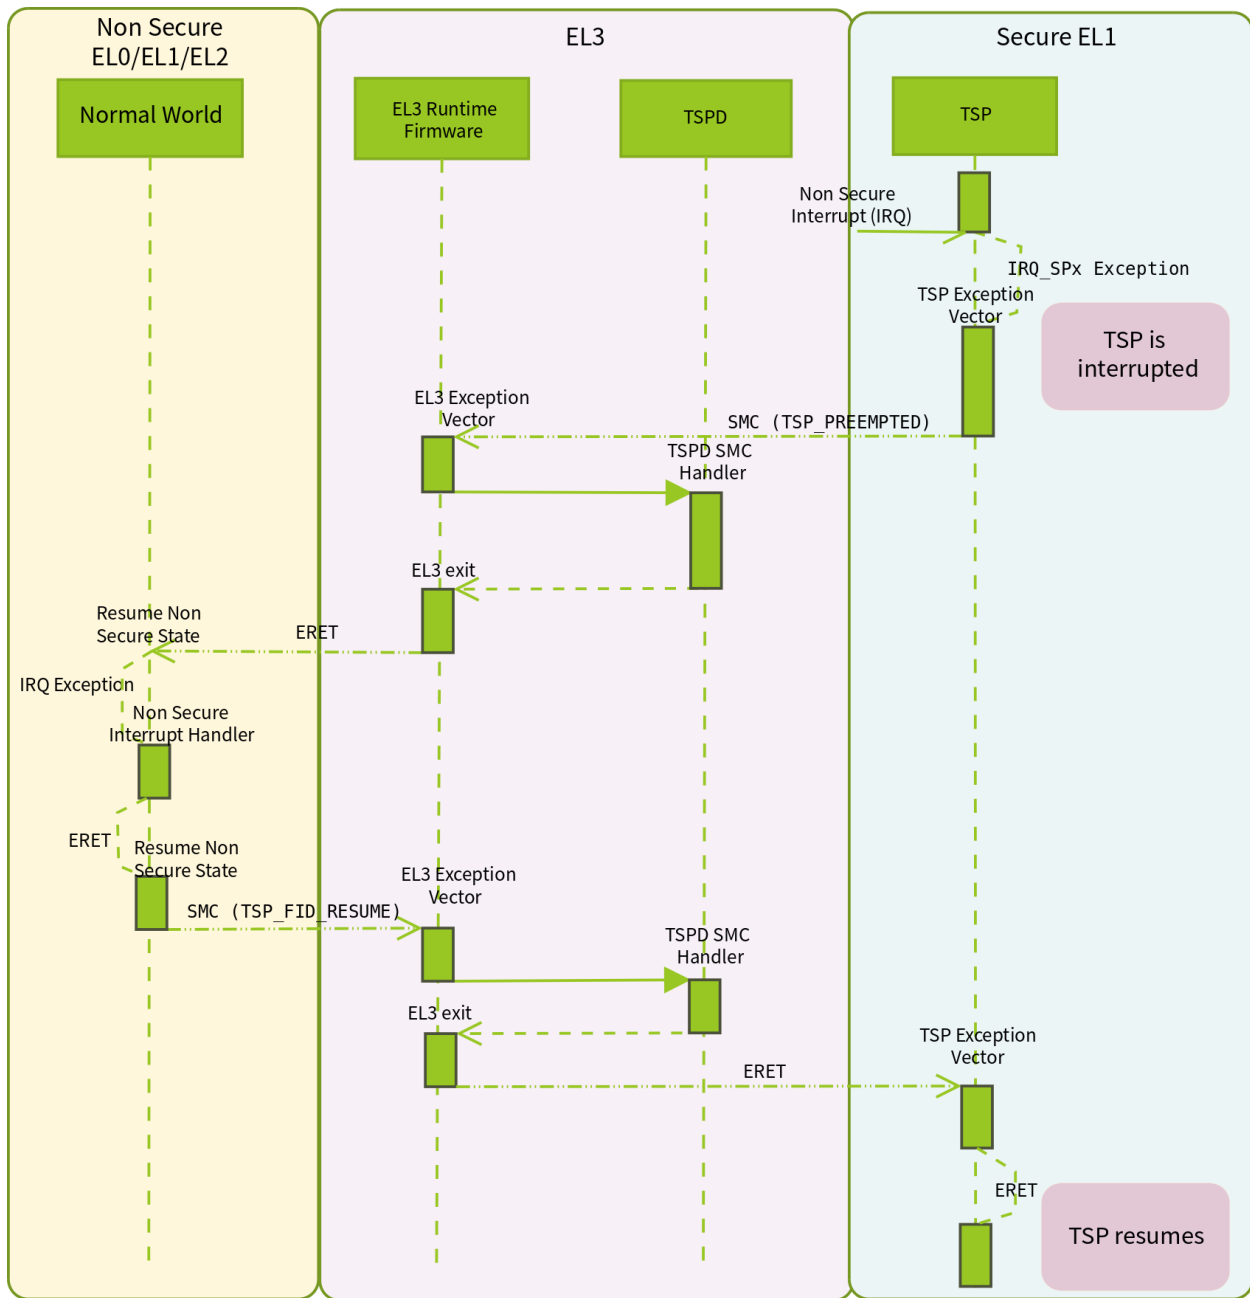 Non Secure
EL0/EL1/EL2
EL3
Secure EL1
Normal World
EL3 Runtime
Firmware
TSPD
TSP
Non Secure
Interrupt (IRQ)
IRQ_SPx Exception
TSP Exception
Vector
TSP is
interrupted
EL3 Exception
Vector
SMC (TSP_PREEMPTED)
TSPD SMC
Handler
EL3 exit
Resume Non
Secure State
ERET
IRQ Exception
Non Secure
Interrupt Handler
ERET
Resume Non
Secure State
EL3 Exception
Vector
SMC (TSP_FID_RESUME)
TSPD SMC
Handler
EL3 exit
TSP Exception
Vector
ERET
ERET
TSP resumes